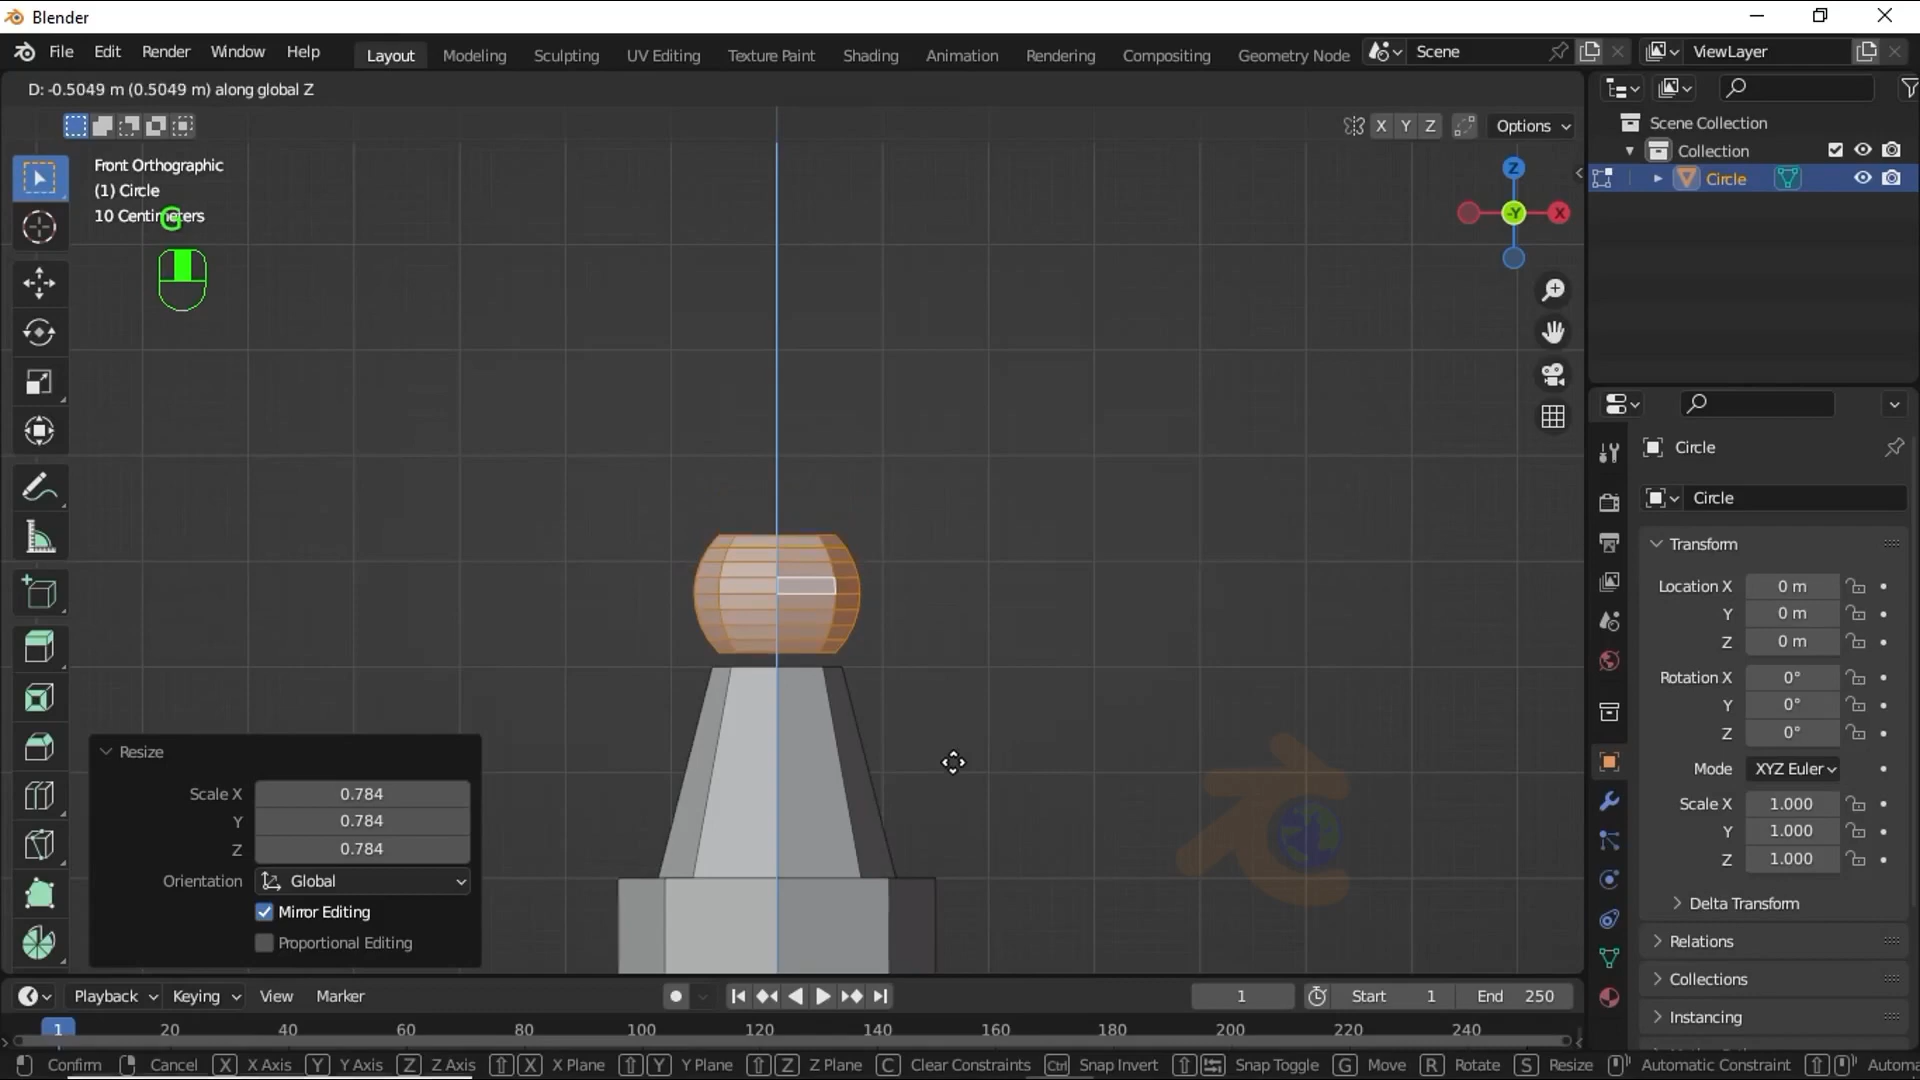 Blender
File Edit Render Window Help Layout Modeling Sculpting UV Editing Texture Paint Shading Animation Rendering Compositing Geometry Node Scene ViewLayer
D: -0.5049 m (0.5049 m) along global Z
X Y Z Options
Front Orthographic
(1) Circle
10 Centimeters
G
Z
-Y X
Scene Collection
Collection
Circle
Circle
Circle
Transform
Location X 0 m
Y 0 m
Z 0 m
Rotation X 0°
Y 0°
Z 0°
Mode XYZ Euler
Scale X 1.000
Y 1.000
Z 1.000
Delta Transform
Relations
Collections
Instancing
Resize
Scale X 0.784
Y 0.784
Z 0.784
Orientation Global
Mirror Editing
Proportional Editing
Playback Keying View Marker 1 Start 1 End 250
1 20 40 60 80 100 120 140 160 180 200 220 240
Confirm Cancel X X Axis Y Y Axis Z Z Axis X X Plane Y Y Plane Z Z Plane C Clear Constraints Ctrl Snap Invert Snap Toggle G Move R Rotate S Resize Automatic Constraint Automa